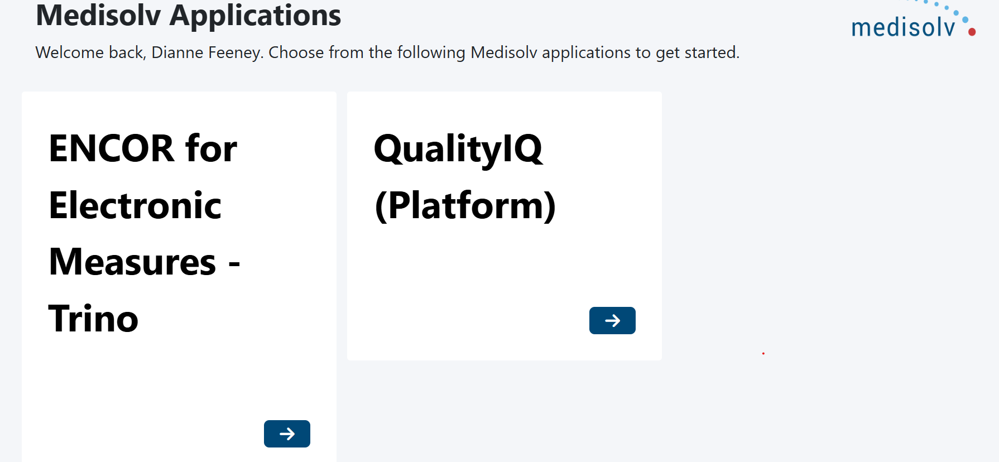 Medisolv Applications
medisolv
Welcome back, Dianne Feeney. Choose from the following Medisolv applications to get started.
ENCOR for
Electronic
Measures -
Trino
QualityIQ
(Platform)